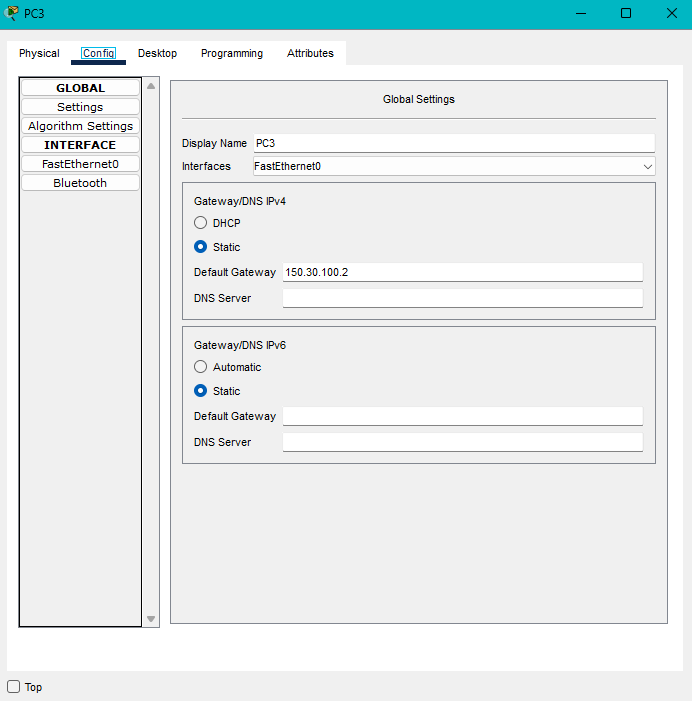 PC3
Physical Config Desktop Programming Attributes
GLOBAL
Settings
Algorithm Settings
INTERFACE
FastEthernet0
Bluetooth
Global Settings
Display Name PC3
Interfaces FastEthernet0
Gateway/DNS IPv4
DHCP
Static
Default Gateway 150.30.100.2
DNS Server
Gateway/DNS IPv6
Automatic
Static
Default Gateway
DNS Server
Top